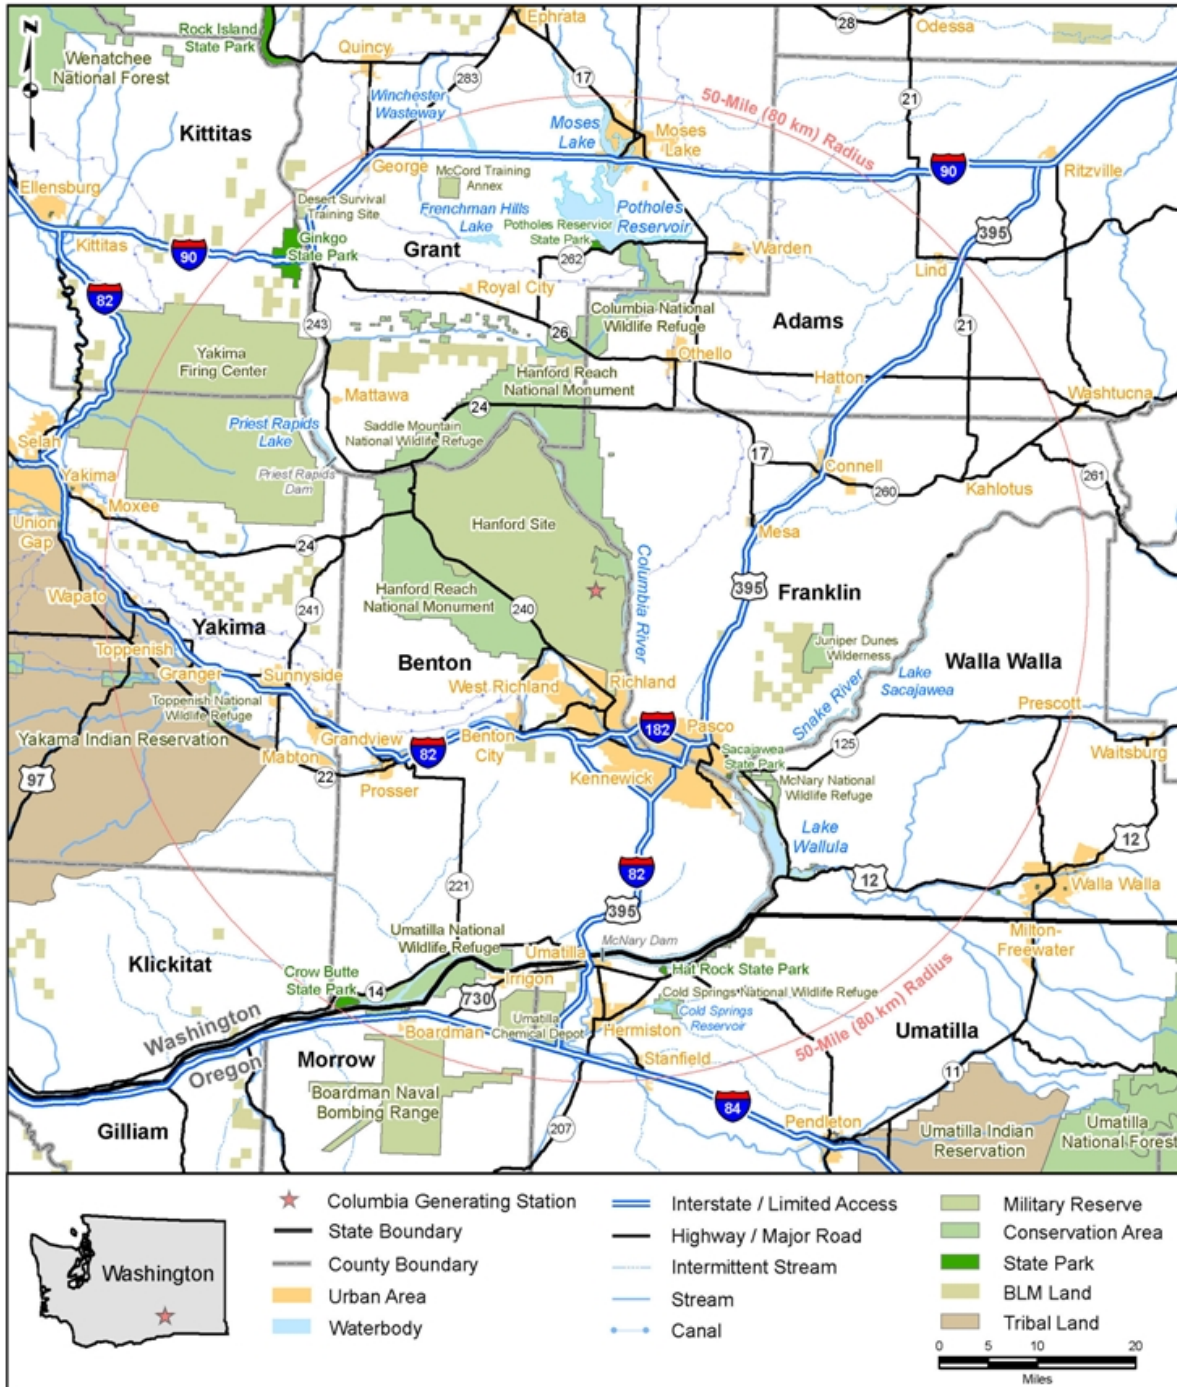 Ephrata
28
Odessa
Rock Island
State Park
Quincy
Wenatchee
National Forest
N
283
17
21
Winchester
Wasteway
50-Mile (80 km) Radius
Kittitas
Moses
Lake
Moses
Lake
George
McCord Training
Annex
90
Ritzville
Ellensburg
Desert Survival
Training Site
Frenchman Hills
Lake
Potholes
Reservoir
Potholes Reservior
State Park
395
Kittitas
90
Ginkgo
State Park
Grant
262
Warden
Lind
82
Royal City
Columbia National
Wildlife Refuge
Adams
243
26
21
Yakima
Firing Center
Othello
Hanford Reach
National Monument
Hatton
Mattawa
24
Washtucna
Priest Rapids
Lake
Saddle Mountain
National Wildlife Refuge
Selah
17
Priest Rapids
Dam
Yakima
Connell
261
Moxee
260
Kahlotus
Union
Gap
Hanford Site
Mesa
24
Columbia River
Wapato
Hanford Reach
National Monument
395
Franklin
241
240
Yakima
Juniper Dunes
Wilderness
Toppenish
Benton
Walla Walla
Granger
Sunnyside
West Richland
Richland
Snake River
Lake
Sacajawea
Toppenish National
Wildlife Refuge
Prescott
Yakama Indian Reservation
Grandview
82
Benton
City
182
Pasco
125
Waitsburg
Mabton
Sacajawea
State Park
97
22
Prosser
Kennewick
McNary National
Wildlife Refuge
Lake
Wallula
12
82
12
221
Walla Walla
395
Umatilla National
Wildlife Refuge
McNary Dam
Milton-
Freewater
Umatilla
Klickitat
Crow Butte
State Park
Irrigon
Hat Rock State Park
14
730
Cold Springs National Wildlife Refuge
Washington
Umatilla
Chemical Depot
Cold Springs
Reservoir
50-Mile (80 km) Radius
Boardman
Hermiston
Umatilla
Oregon
Morrow
Stanfield
11
Boardman Naval
Bombing Range
84
Gilliam
207
Pendleton
Umatilla Indian
Reservation
Umatilla
National Forest
Washington
Columbia Generating Station
State Boundary
County Boundary
Urban Area
Waterbody
Interstate / Limited Access
Highway / Major Road
Intermittent Stream
Stream
Canal
Military Reserve
Conservation Area
State Park
BLM Land
Tribal Land
0 5 10 20
Miles